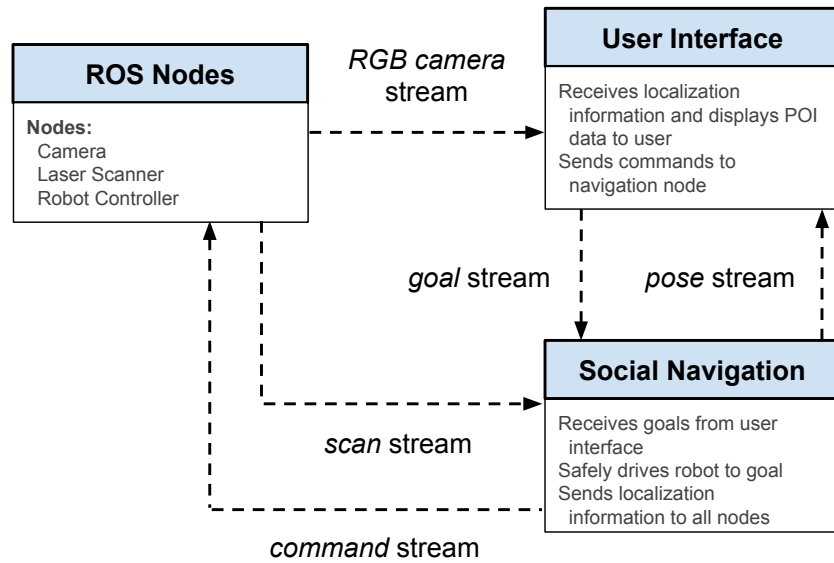 ROS Nodes
Nodes:
Camera
Laser Scanner
Robot Controller
RGB camera
stream
User Interface
Receives localization
information and displays POI
data to user
Sends commands to
navigation node
goal stream
pose stream
Social Navigation
Receives goals from user
interface
Safely drives robot to goal
Sends localization
information to all nodes
scan stream
command stream